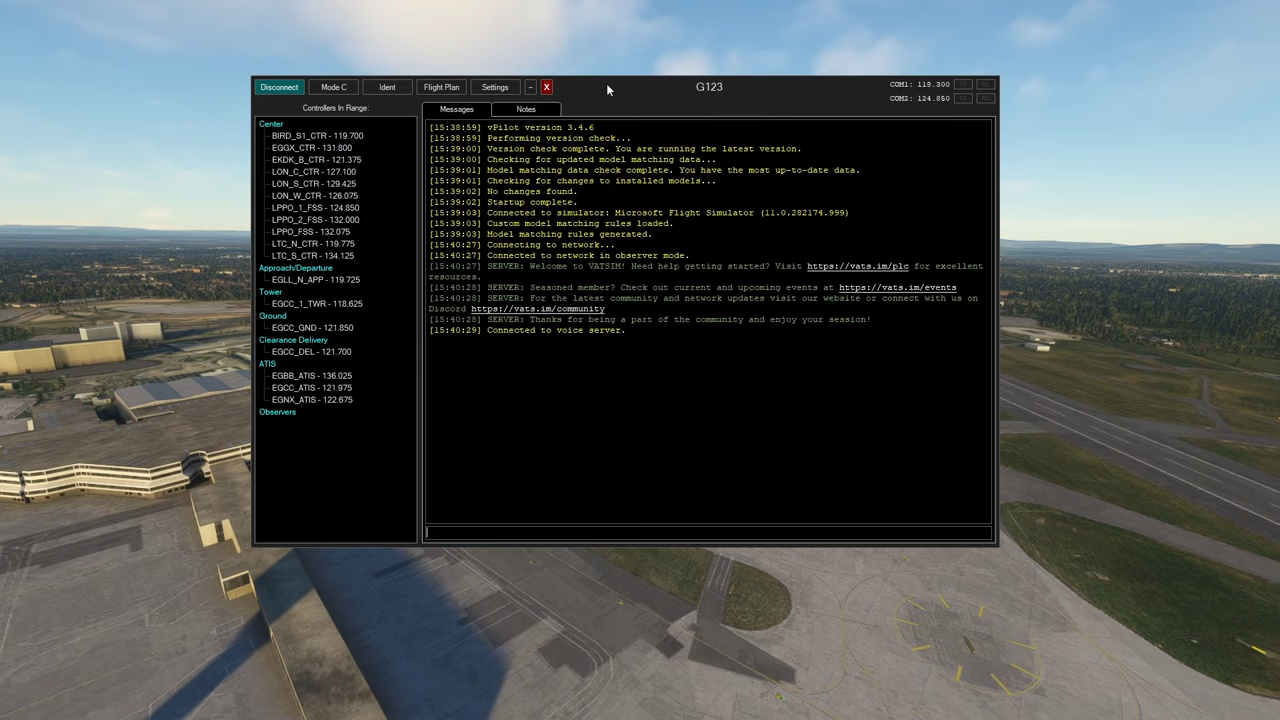 Disconnect Mode C Ident Flight Plan Settings – X G123 COM1: 118.300
COM2: 124.850
Controllers In Range:
Messages Notes
Center
BIRD_S1_CTR - 119.700
EGGX_CTR - 131.800
EKDK_B_CTR - 121.375
LON_C_CTR - 127.100
LON_S_CTR - 129.425
LON_W_CTR - 126.075
LPPO_1_FSS - 124.850
LPPO_2_FSS - 132.000
LPPO_FSS - 132.075
LTC_N_CTR - 119.775
LTC_S_CTR - 134.125
Approach/Departure
EGLL_N_APP - 119.725
Tower
EGCC_1_TWR - 118.625
Ground
EGCC_GND - 121.850
Clearance Delivery
EGCC_DEL - 121.700
ATIS
EGBB_ATIS - 136.025
EGCC_ATIS - 121.975
EGNX_ATIS - 122.675
Observers
[15:38:59] vPilot version 3.4.6
[15:38:59] Performing version check...
[15:39:00] Version check complete. You are running the latest version.
[15:39:00] Checking for updated model matching data...
[15:39:01] Model matching data check complete. You have the most up-to-date data.
[15:39:01] Checking for changes to installed models...
[15:39:02] No changes found.
[15:39:02] Startup complete.
[15:39:03] Connected to simulator: Microsoft Flight Simulator (11.0.282174.999)
[15:39:03] Custom model matching rules loaded.
[15:39:03] Model matching rules generated.
[15:40:27] Connecting to network...
[15:40:27] Connected to network in observer mode.
[15:40:27] SERVER: Welcome to VATSIM! Need help getting started? Visit https://vats.im/plc for excellent
resources.
[15:40:28] SERVER: Seasoned member? Check out current and upcoming events at https://vats.im/events
[15:40:28] SERVER: For the latest community and network updates visit our website or connect with us on
Discord https://vats.im/community
[15:40:28] SERVER: Thanks for being a part of the community and enjoy your session!
[15:40:29] Connected to voice server.